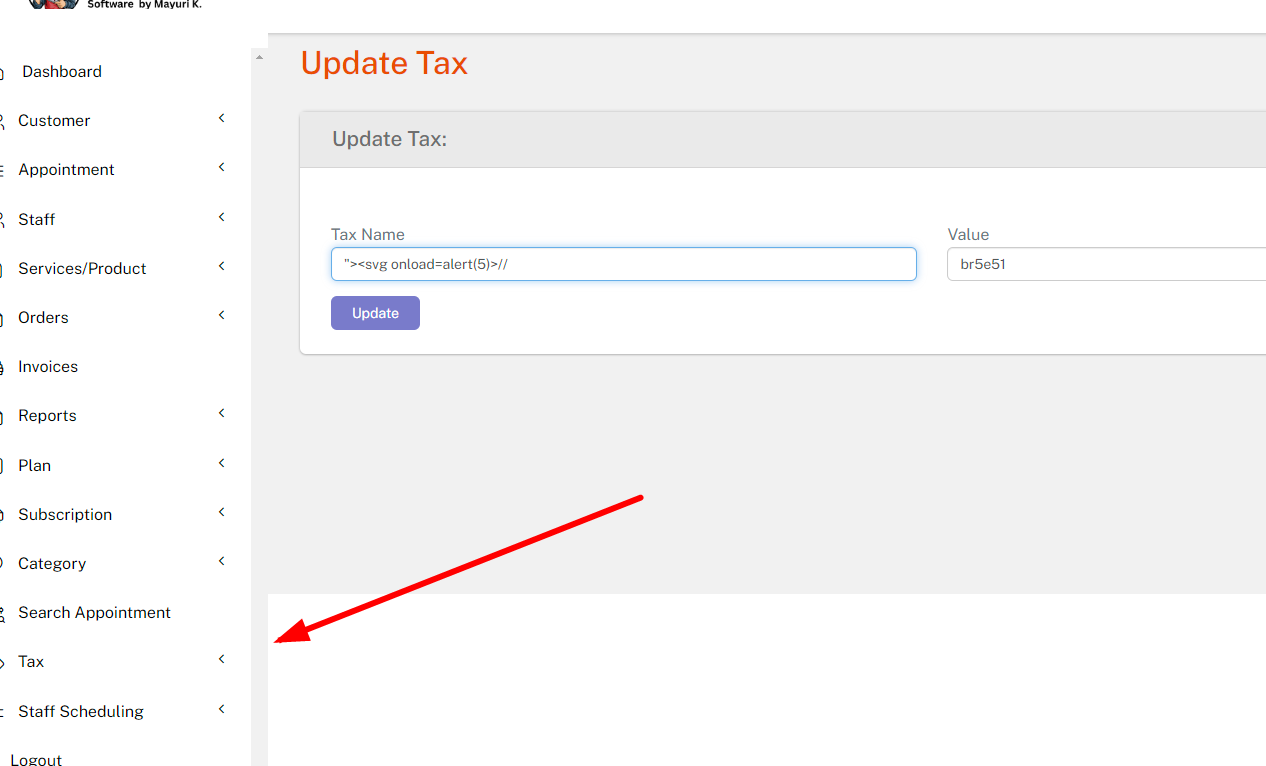 Software by Mayuri K.
Update Tax
Dashboard
Customer
Appointment
Staff
Services/Product
Orders
Invoices
Reports
Plan
Subscription
Category
Search Appointment
Tax
Staff Scheduling
Logout
Update Tax:
Tax Name
Value
"><svg onload=alert(5)>//
br5e51
Update